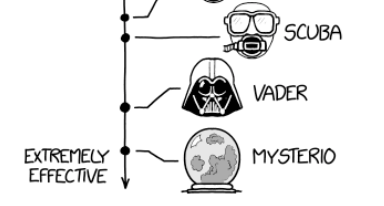 SCUBA
VADER
EXTREMELY
EFFECTIVE
MYSTERIO